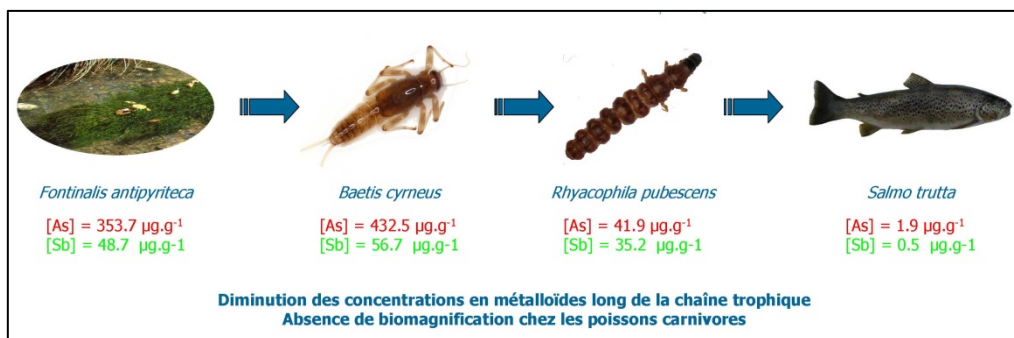 Fontinalis antipyriteca
Baetis cyrneus
Rhyacophila pubescens
Salmo trutta
[As] = 353.7 µg.g-1
[As] = 432.5 µg.g-1
[As] = 41.9 µg.g-1
[As] = 1.9 µg.g-1
[Sb] = 48.7 µg.g-1
[Sb] = 56.7 µg.g-1
[Sb] = 35.2 µg.g-1
[Sb] = 0.5 µg.g-1
Diminution des concentrations en métalloïdes long de la chaîne trophique
Absence de biomagnification chez les poissons carnivores